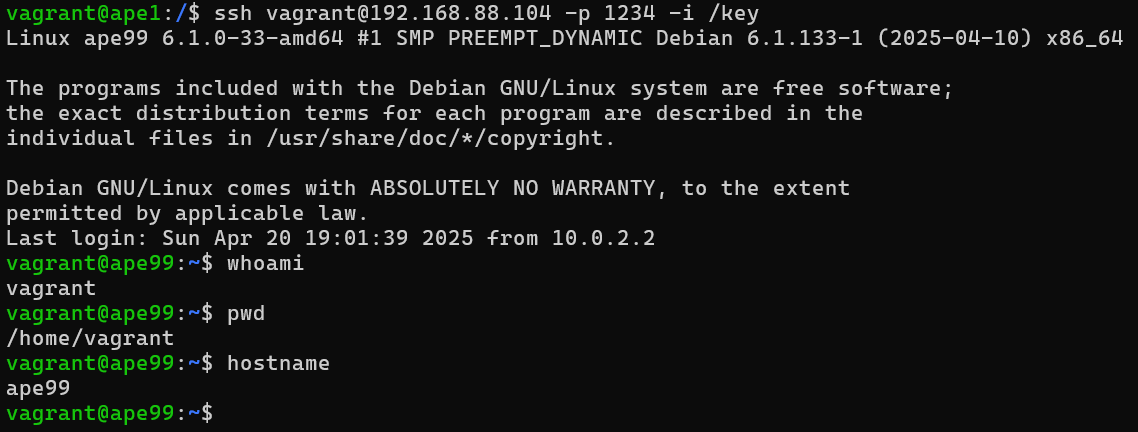 vagrant@ape1:/$ ssh vagrant@192.168.88.104 -p 1234 -i /key
Linux ape99 6.1.0-33-amd64 #1 SMP PREEMPT_DYNAMIC Debian 6.1.133-1 (2025-04-10) x86_64

The programs included with the Debian GNU/Linux system are free software;
the exact distribution terms for each program are described in the
individual files in /usr/share/doc/*/copyright.

Debian GNU/Linux comes with ABSOLUTELY NO WARRANTY, to the extent
permitted by applicable law.
Last login: Sun Apr 20 19:01:39 2025 from 10.0.2.2
vagrant@ape99:~$ whoami
vagrant
vagrant@ape99:~$ pwd
/home/vagrant
vagrant@ape99:~$ hostname
ape99
vagrant@ape99:~$